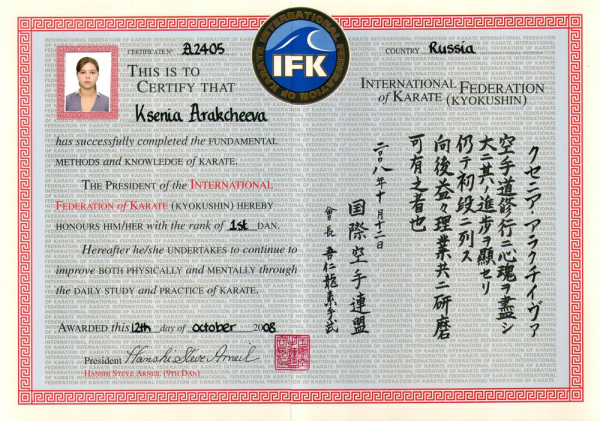 CERTIFICATE Nº A2405
COUNTRY Russia
INTERNATIONAL FEDERATION OF KARATE
IFK
THIS IS TO
CERTIFY THAT
Ksenia Arakcheeva
INTERNATIONAL FEDERATION
of KARATE (KYOKUSHIN)
has successfully completed the FUNDAMENTAL
METHODS and KNOWLEDGE of KARATE.
THE PRESIDENT of the INTERNATIONAL
FEDERATION of KARATE (KYOKUSHIN) HEREBY
HONOURS HIM/HER with the rank of 1st DAN.
Hereafter he/she UNDERTAKES to continue to
improve BOTH PHYSICALLY and MENTALLY through
the DAILY STUDY and PRACTICE of KARATE.
AWARDED this 12th day of October 2008
President Hanshi Steve Arneil
HANSHI STEVE ARNEIL (9TH DAN)
クセニア アラクチイヴァ
空手道修行ニ心魂ヲ盡シ
大ニ其ハ進歩ヲ顯セリ
仍テ初段ニ列ス
向後益々理業共ニ研磨
可有之者也
二〇〇八年十月十二日
国際空手連盟
會長